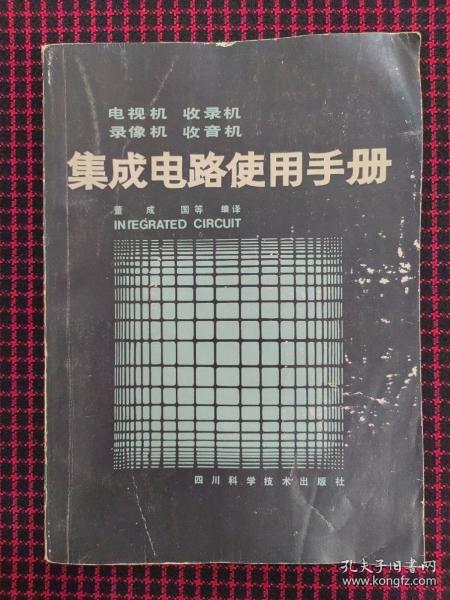 电视机 收录机
录像机 收音机
集成电路使用手册
董成国等 编译
INTEGRATED CIRCUIT
四川科学技术出版社
孔夫子旧书网
www.kongfz.com